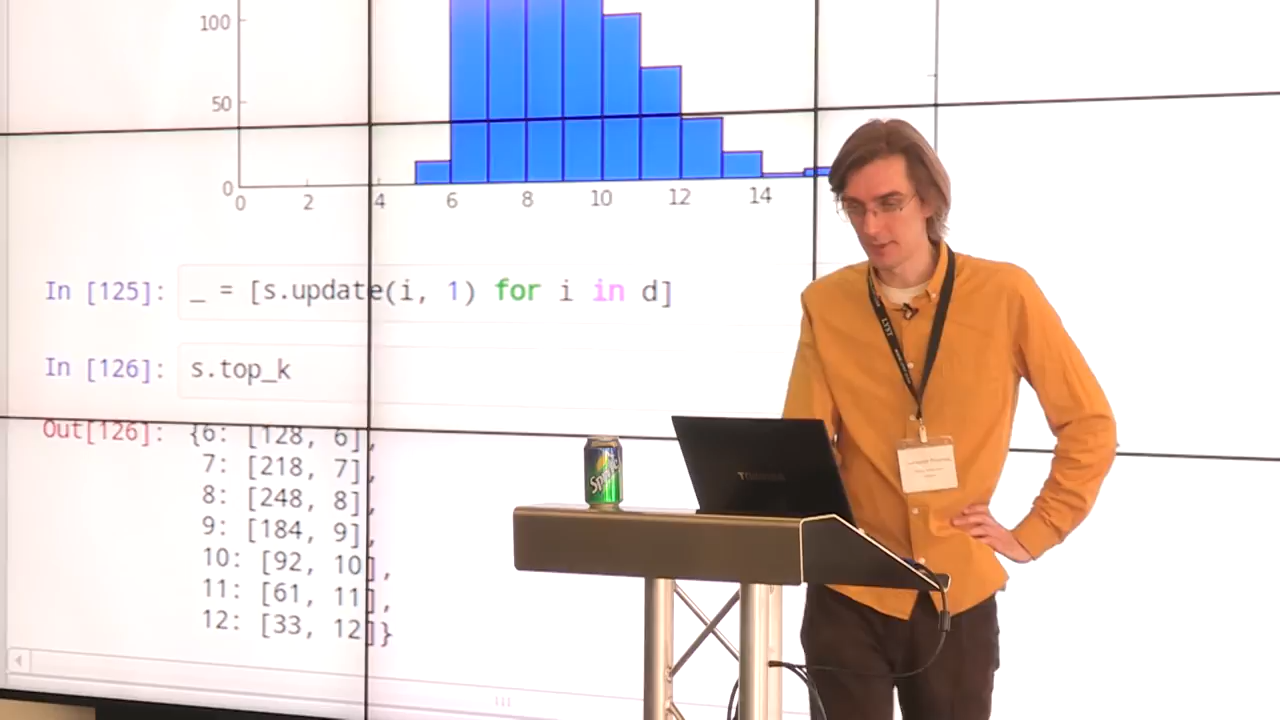 100
50
0
0 2 4 6 8 10 12 14
In [125]: _ = [s.update(i, 1) for i in d]
In [126]: s.top_k
Out[126]: {6: [128, 6],
7: [218, 7],
8: [248, 8],
9: [184, 9],
10: [92, 10],
11: [61, 11],
12: [33, 12]}
Sprite
TOSHIBA
LYST